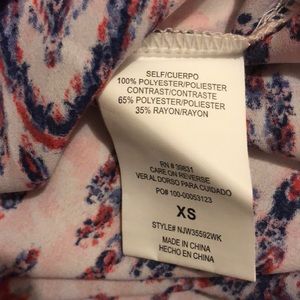 SELF/CUERPO
100% POLYESTER/POLIESTER
CONTRAST/CONTRASTE
65% POLYESTER/POLIESTER
35% RAYON/RAYON
RN # 39831
CARE ON REVERSE
VER AL DORSO PARA CUIDADO
PO# 100-00053123
XS
STYLE# NJW35592WK
MADE IN CHINA
HECHO EN CHINA